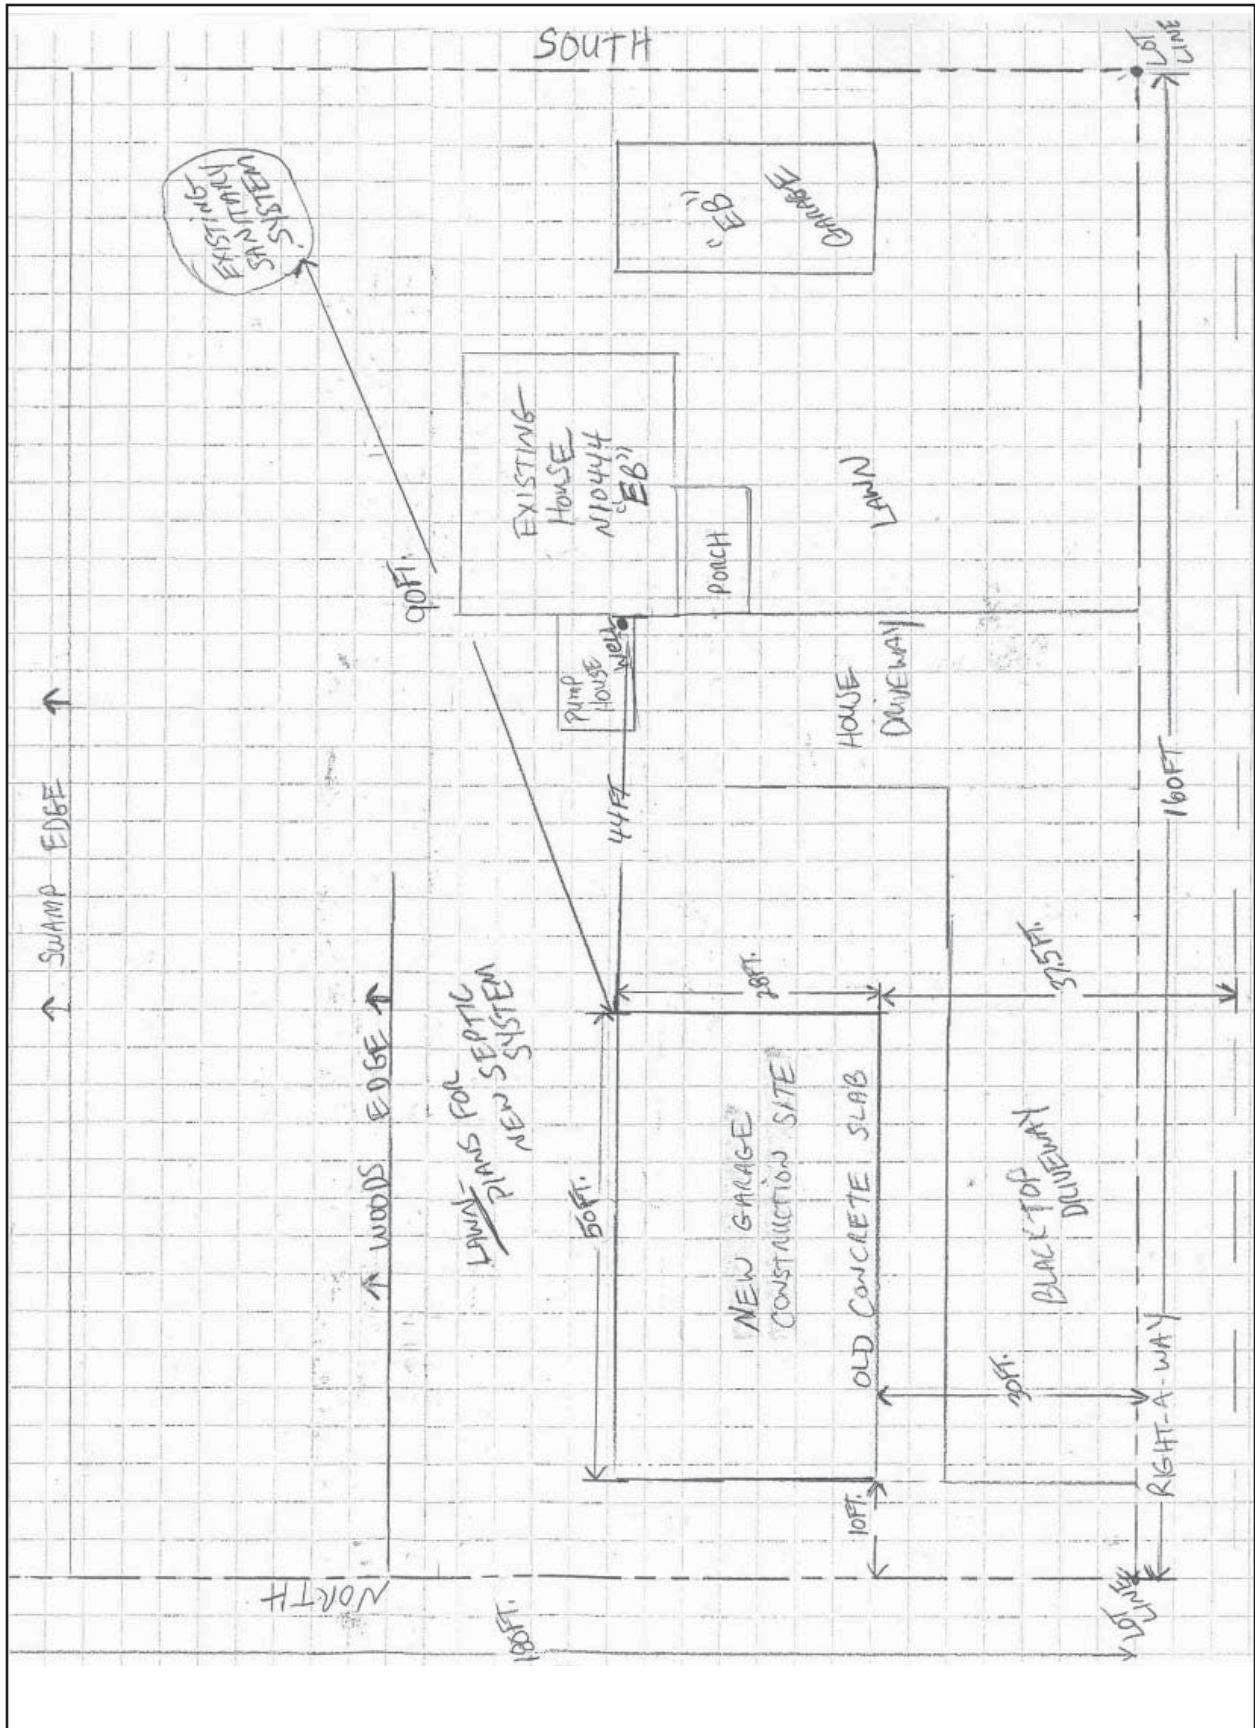 SOUTH
LOT
LINE
EXISTING
SANITARY
SYSTEM
"EB"
GARAGE
EXISTING
HOUSE
N10444
"EB"
PORCH
LAWN
90FT.
PUMP
HOUSE
WELL
HOUSE
DRIVEWAY
↑ SWAMP EDGE ↑
44FT
160FT
↑ WOODS EDGE ↑
LAWN-
PLANS FOR
NEW SEPTIC
SYSTEM
28FT.
37.5FT.
50FT.
NEW GARAGE
CONSTRUCTION SITE
OLD CONCRETE SLAB
BLACKTOP
DRIVEWAY
30FT.
10FT.
RIGHT-A-WAY
NORTH
LOT
LINE